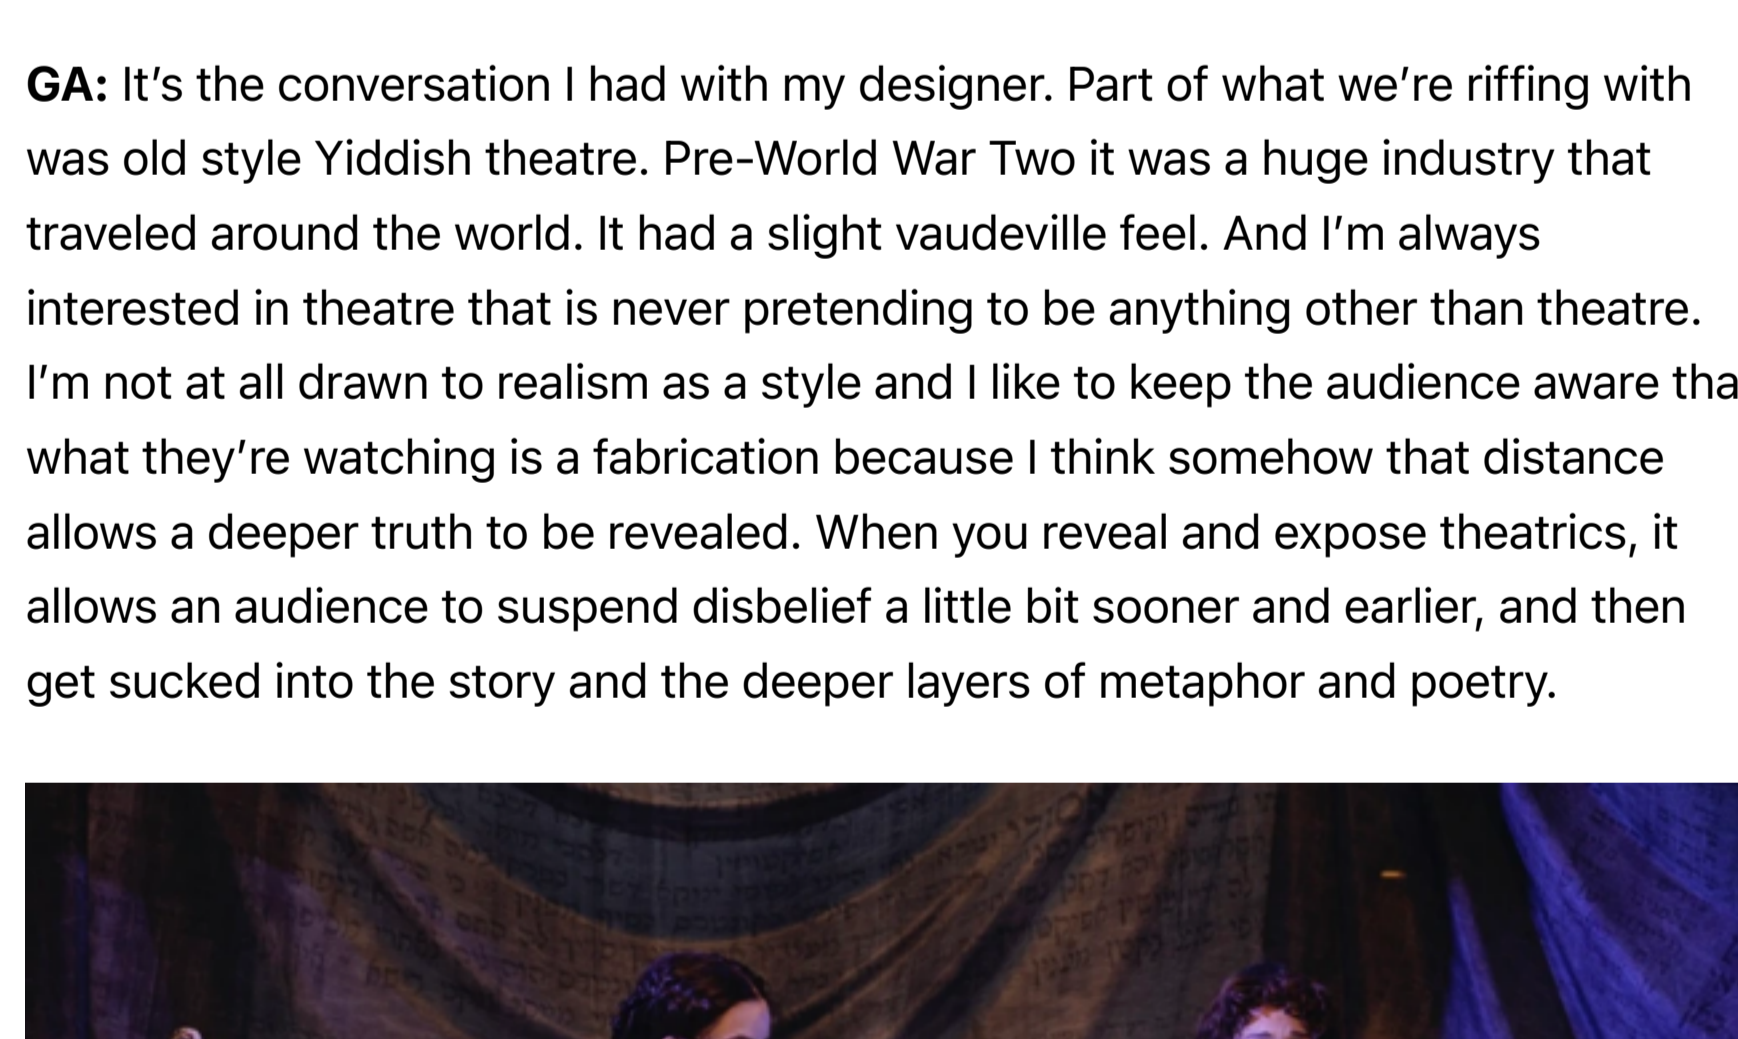 GA: It’s the conversation I had with my designer. Part of what we’re riffing with
was old style Yiddish theatre. Pre-World War Two it was a huge industry that
traveled around the world. It had a slight vaudeville feel. And I’m always
interested in theatre that is never pretending to be anything other than theatre.
I’m not at all drawn to realism as a style and I like to keep the audience aware tha
what they’re watching is a fabrication because I think somehow that distance
allows a deeper truth to be revealed. When you reveal and expose theatrics, it
allows an audience to suspend disbelief a little bit sooner and earlier, and then
get sucked into the story and the deeper layers of metaphor and poetry.